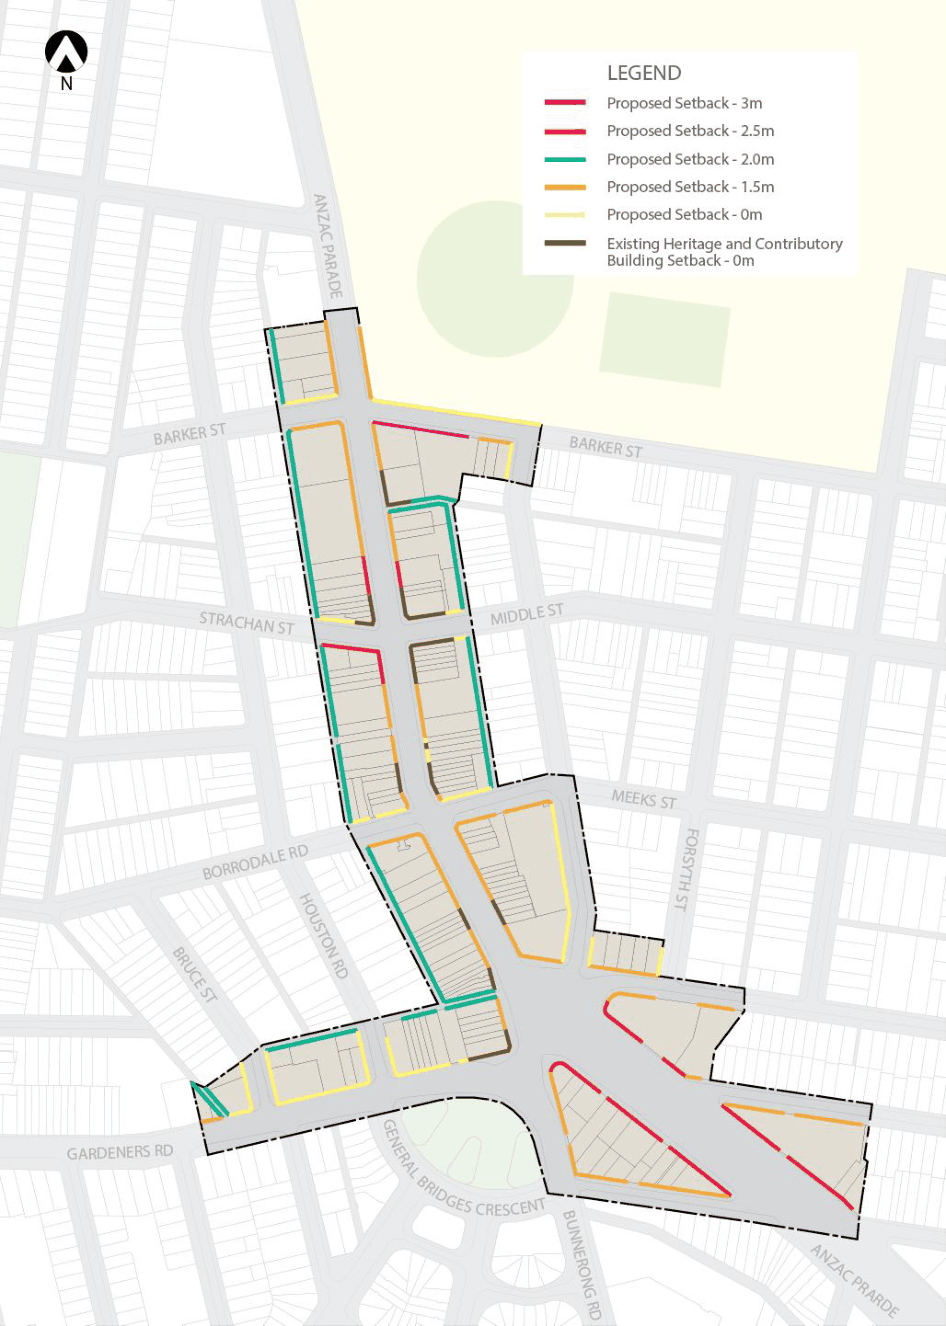 N
LEGEND
Proposed Setback - 3m
Proposed Setback - 2.5m
Proposed Setback - 2.0m
Proposed Setback - 1.5m
Proposed Setback - 0m
Existing Heritage and Contributory
Building Setback - 0m
ANZAC PARADE
BARKER ST
BARKER ST
STRACHAN ST
MIDDLE ST
MEEKS ST
BORRODALE RD
FORSYTH ST
HOUSTON RD
BRUCE ST
GARDENERS RD
GENERAL BRIDGES CRESCENT
BUNNERONG RD
ANZAC PRARDE